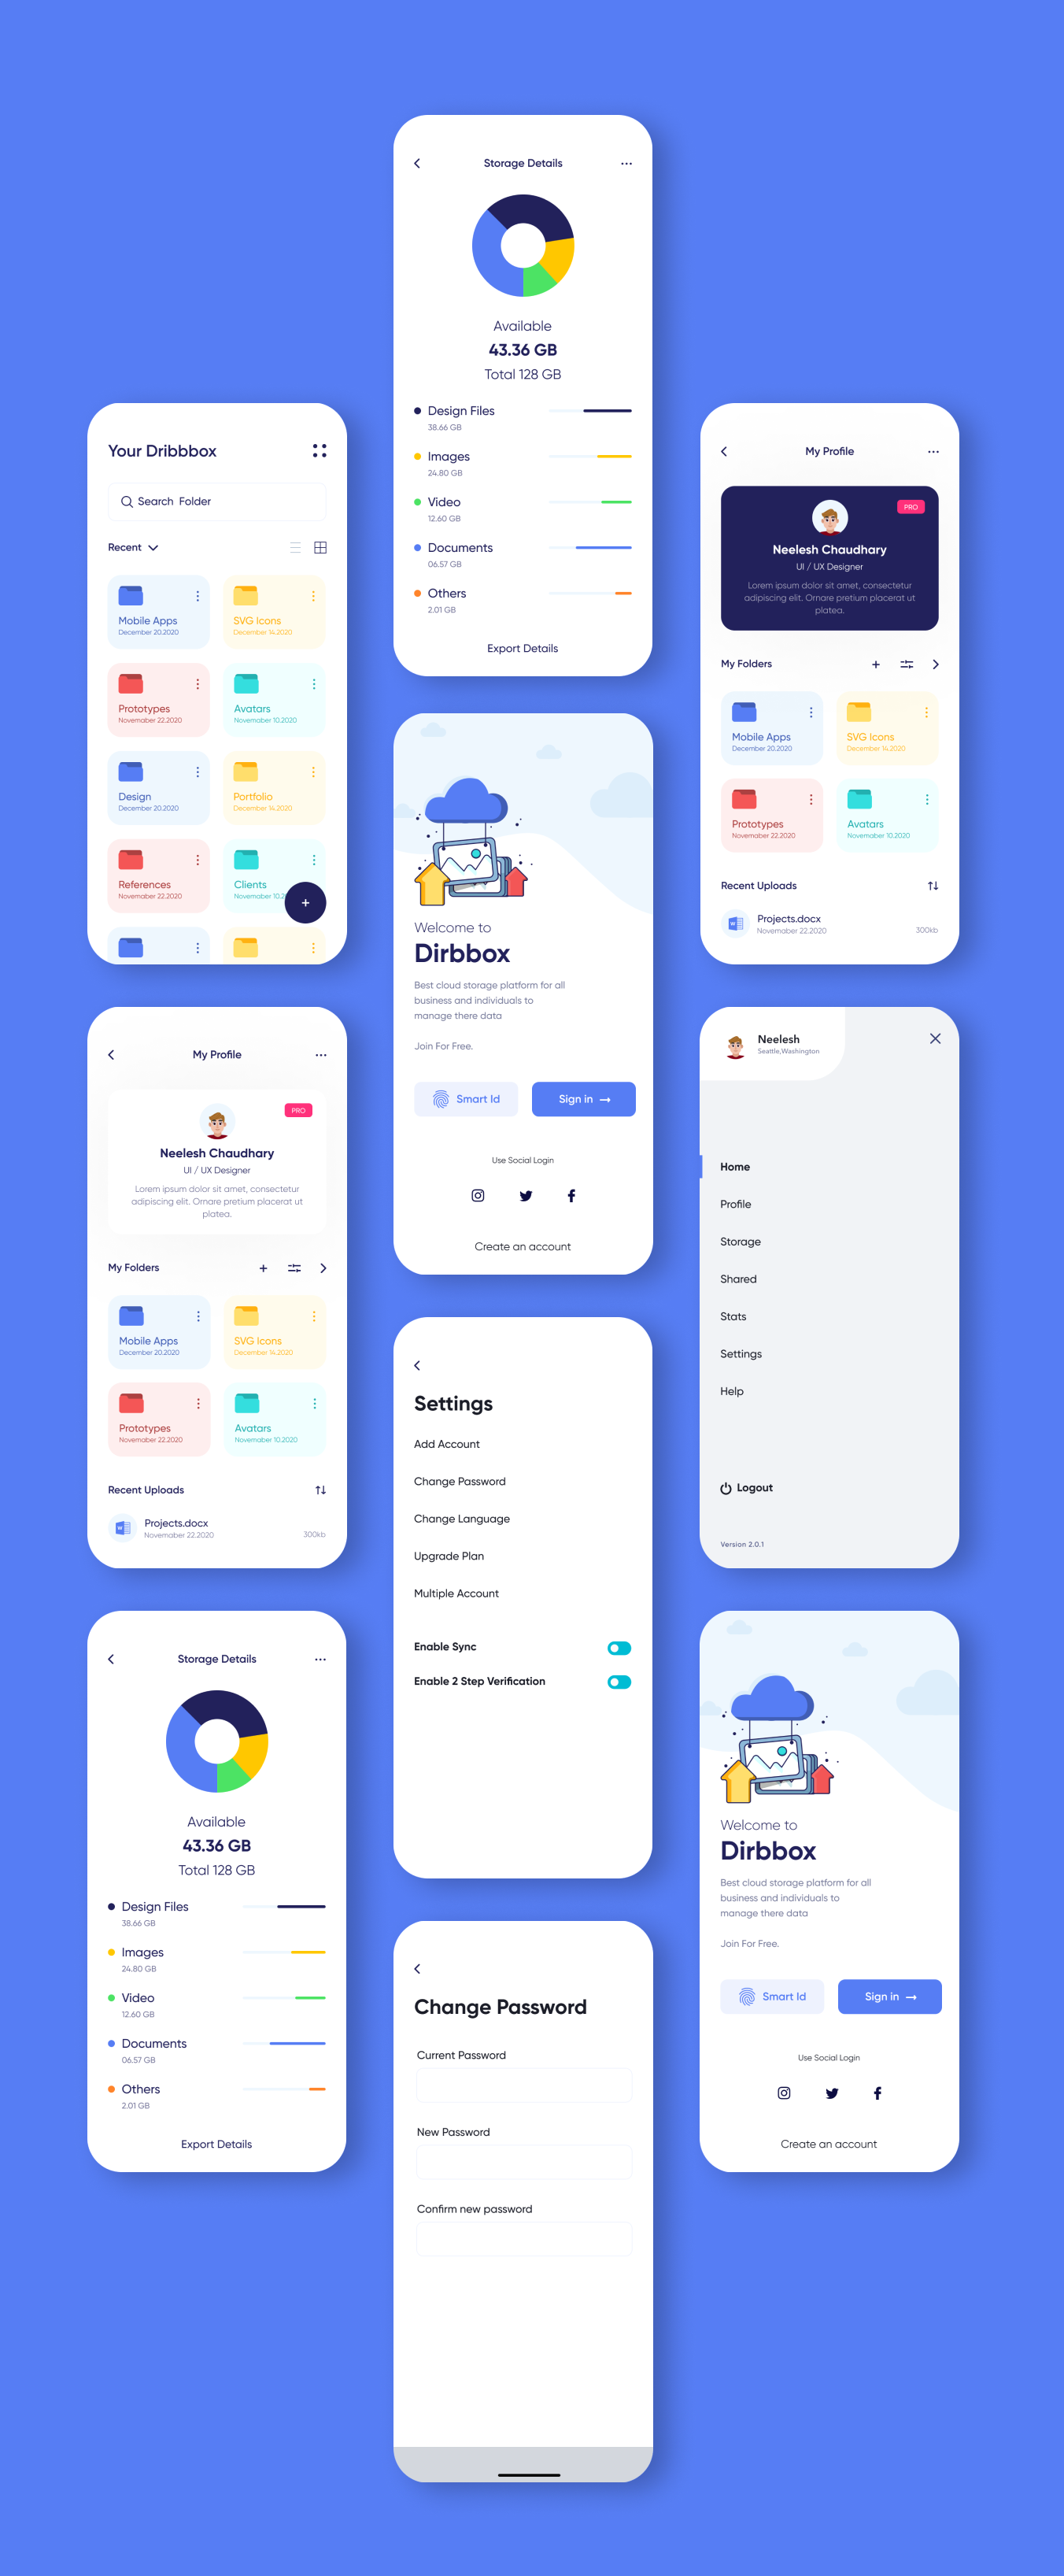 Storage Details
Available
43.36 GB
Total 128 GB
Design Files
38.66 GB
Images
24.80 GB
Video
12.60 GB
Documents
06.57 GB
Others
2.01 GB
Export Details
Your Dribbbox
Search Folder
Recent
Mobile Apps
December 20.2020
SVG Icons
December 14.2020
Prototypes
Novemaber 22.2020
Avatars
Novemaber 10.2020
Design
December 20.2020
Portfolio
December 14.2020
References
Novemaber 22.2020
Clients
Novemaber 10.2
My Profile
PRO
Neelesh Chaudhary
UI / UX Designer
Lorem ipsum dolor sit amet, consectetur
adipiscing elit. Ornare pretium placerat ut
platea.
My Folders
Mobile Apps
December 20.2020
SVG Icons
December 14.2020
Prototypes
Novemaber 22.2020
Avatars
Novemaber 10.2020
Recent Uploads
Projects.docx
Novemaber 22.2020
300kb
Welcome to
Dirbbox
Best cloud storage platform for all
business and individuals to
manage there data
Join For Free.
Smart Id
Sign in
Use Social Login
Create an account
My Profile
PRO
Neelesh Chaudhary
UI / UX Designer
Lorem ipsum dolor sit amet, consectetur
adipiscing elit. Ornare pretium placerat ut
platea.
My Folders
Mobile Apps
December 20.2020
SVG Icons
December 14.2020
Prototypes
Novemaber 22.2020
Avatars
Novemaber 10.2020
Recent Uploads
Projects.docx
Novemaber 22.2020
300kb
Neelesh
Seattle,Washington
Home
Profile
Storage
Shared
Stats
Settings
Help
Logout
Version 2.0.1
Settings
Add Account
Change Password
Change Language
Upgrade Plan
Multiple Account
Enable Sync
Enable 2 Step Verification
Storage Details
Available
43.36 GB
Total 128 GB
Design Files
38.66 GB
Images
24.80 GB
Video
12.60 GB
Documents
06.57 GB
Others
2.01 GB
Export Details
Welcome to
Dirbbox
Best cloud storage platform for all
business and individuals to
manage there data
Join For Free.
Smart Id
Sign in
Use Social Login
Create an account
Change Password
Current Password
New Password
Confirm new password